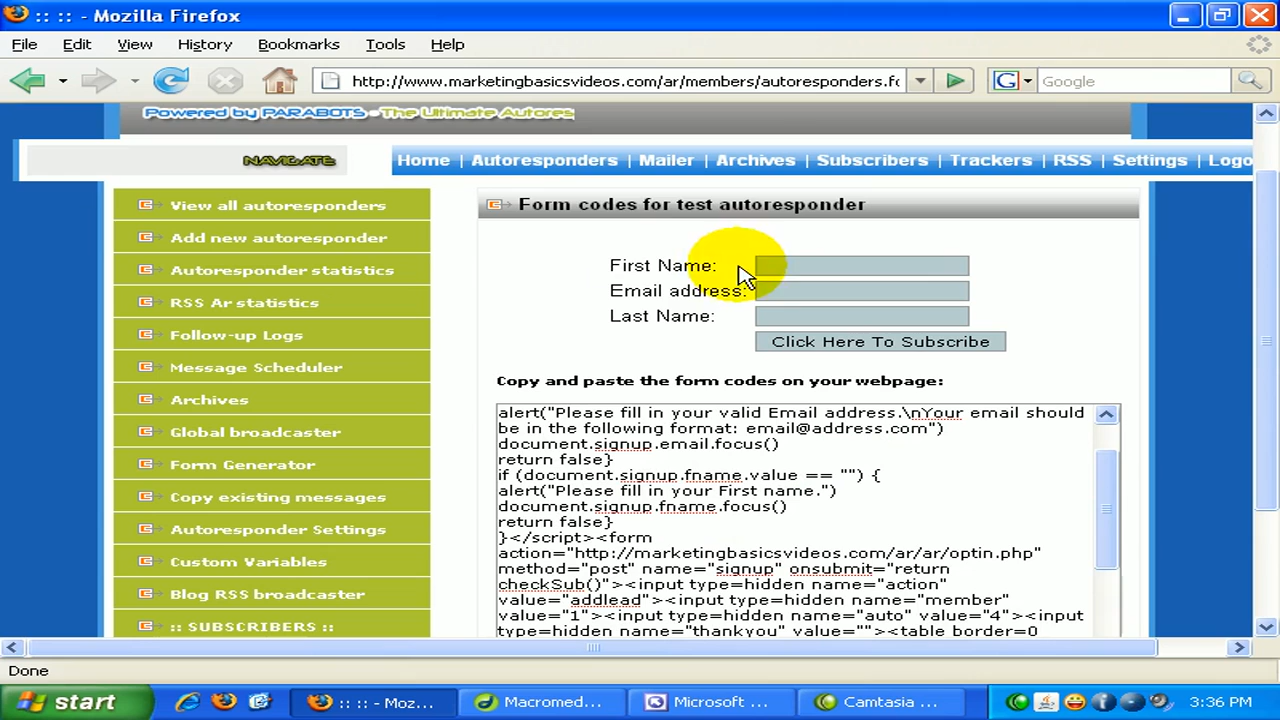 :: :: - Mozilla Firefox
File Edit View History Bookmarks Tools Help
http://www.marketingbasicsvideos.com/ar/members/autoresponders.fo
G Google
Powered by PARABOTS - The Ultimate Autores
NAVIGATE
Home | Autoresponders | Mailer | Archives | Subscribers | Trackers | RSS | Settings | Logo
View all autoresponders
Add new autoresponder
Autoresponder statistics
RSS Ar statistics
Follow-up Logs
Message Scheduler
Archives
Global broadcaster
Form Generator
Copy existing messages
Autoresponder Settings
Custom Variables
Blog RSS broadcaster
:: SUBSCRIBERS ::
Form codes for test autoresponder
First Name:
Email address:
Last Name:
Click Here To Subscribe
Copy and paste the form codes on your webpage:
alert("Please fill in your valid Email address.\nYour email should
be in the following format: email@address.com")
document.signup.email.focus()
return false}
if (document.signup.fname.value == "") {
alert("Please fill in your First name.")
document.signup.fname.focus()
return false}
}</script><form
action="http://marketingbasicsvideos.com/ar/ar/optin.php"
method="post" name="signup" onsubmit="return
checkSub()"><input type=hidden name="action"
value="addlead"><input type=hidden name="member"
value="1"><input type=hidden name="auto" value="4"><input
type=hidden name="thankyou" value=""><table border=0
Done
start :: :: - Moz... Macromed... Microsoft ... Camtasia ... 3:36 PM